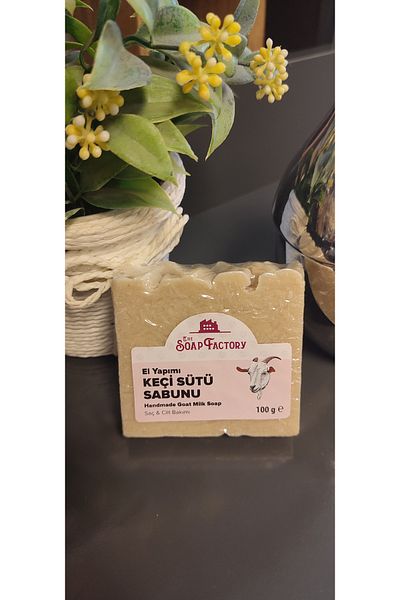 THE
SOAP FACTORY
El Yapımı
KEÇİ SÜTÜ
SABUNU
Handmade Goat Milk Soap
Saç & Cilt Bakımı
100 g ℮